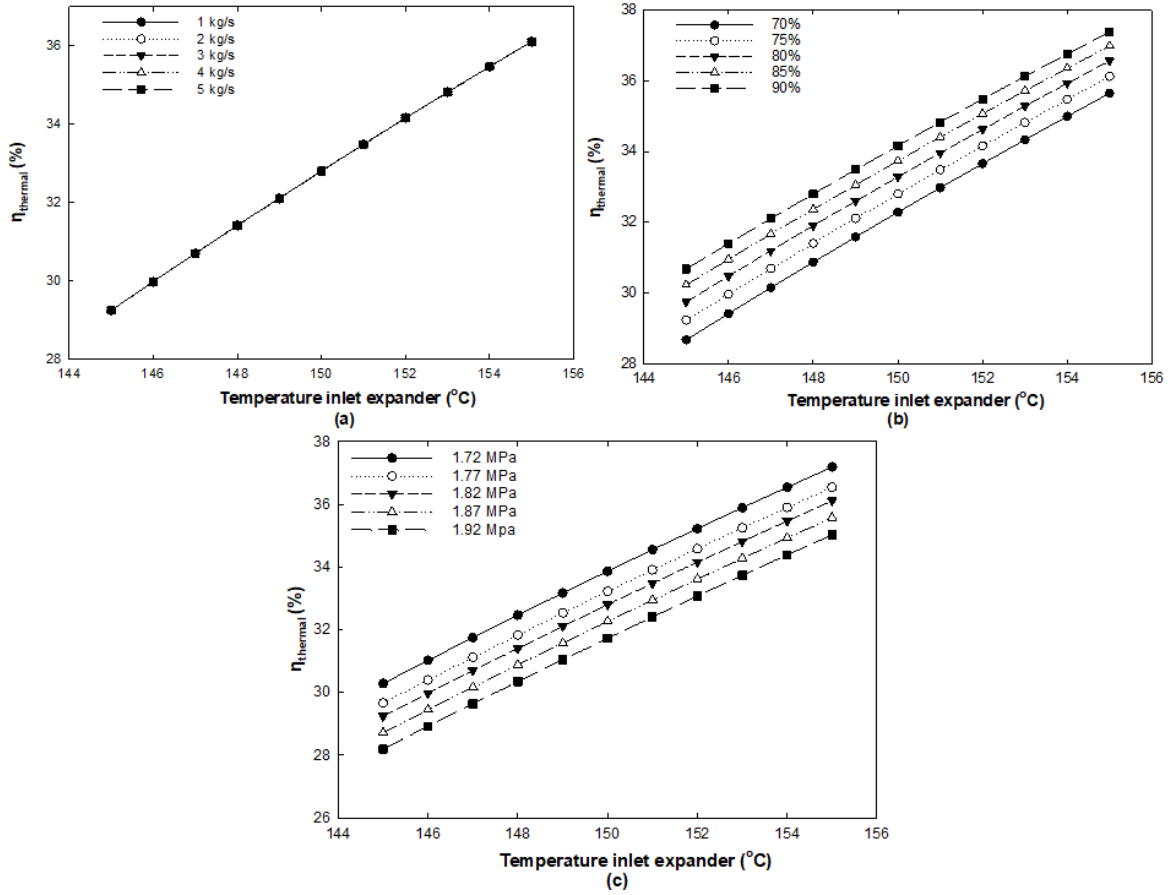 1 kg/s
2 kg/s
3 kg/s
4 kg/s
5 kg/s
36
34
32
30
28
144 146 148 150 152 154 156
ηthermal (%)
Temperature inlet expander (°C)
(a)
70%
75%
80%
85%
90%
38
36
34
32
30
28
144 146 148 150 152 154 156
ηthermal (%)
Temperature inlet expander (°C)
(b)
1.72 MPa
1.77 MPa
1.82 MPa
1.87 MPa
1.92 Mpa
38
36
34
32
30
28
26
144 146 148 150 152 154 156
ηthermal (%)
Temperature inlet expander (°C)
(c)